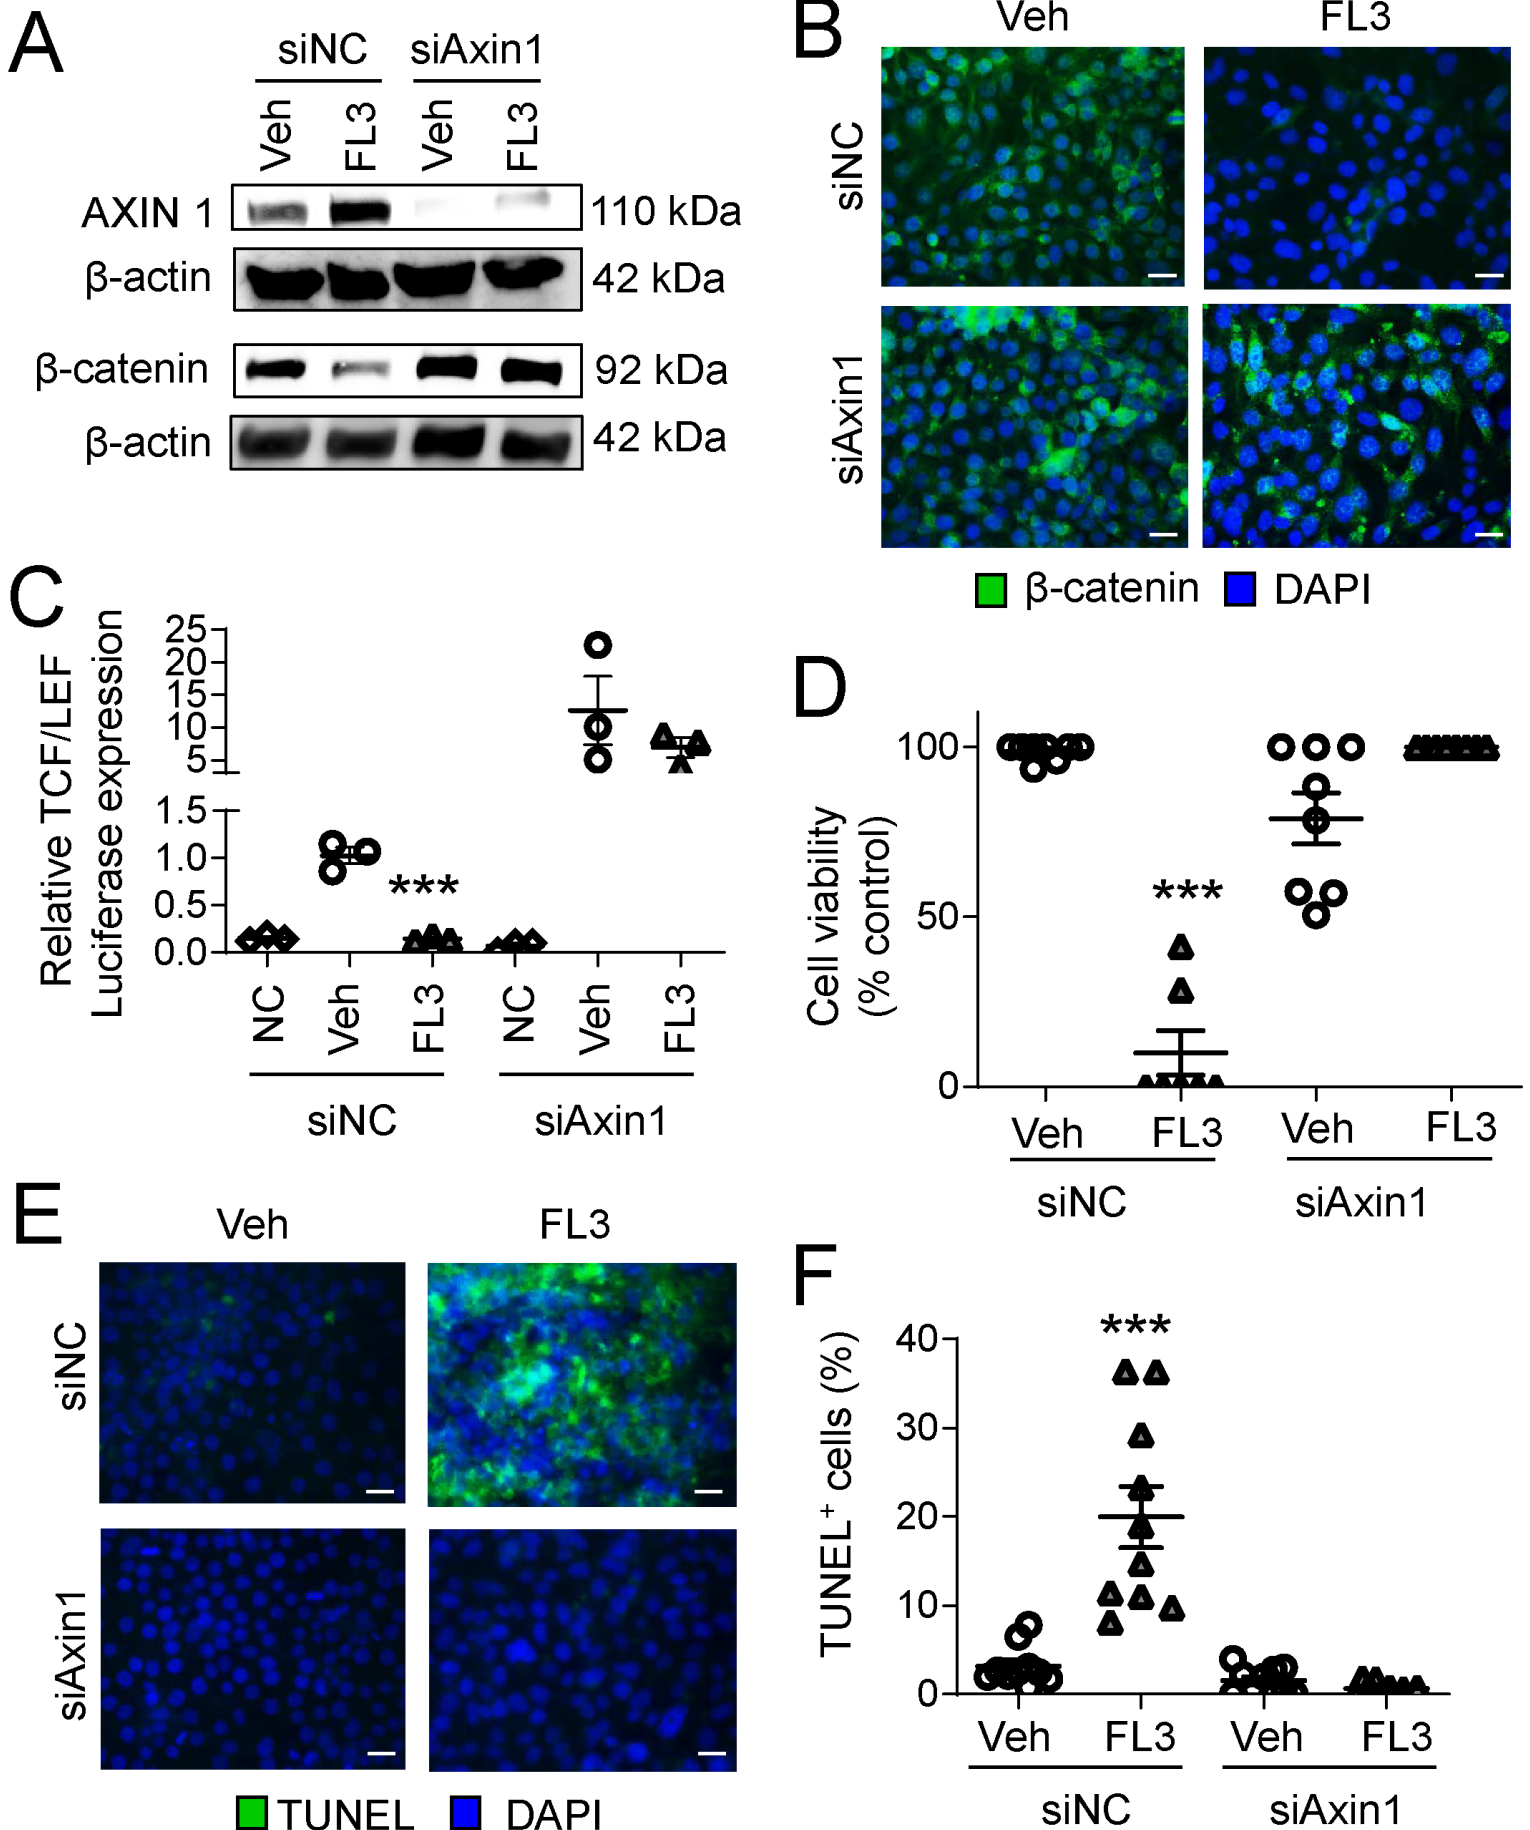 A
siNC siAxin1
Veh FL3 Veh FL3
AXIN 1 110 kDa
β-actin 42 kDa
β-catenin 92 kDa
β-actin 42 kDa
B
Veh FL3
siNC
siAxin1
β-catenin DAPI
C
Relative TCF/LEF
Luciferase expression
25
20
15
10
5
1.5
1.0
0.5
0.0
***
NC Veh FL3 NC Veh FL3
siNC siAxin1
D
Cell viability
(% control)
100
50
0
***
Veh FL3 Veh FL3
siNC siAxin1
E
Veh FL3
siNC
siAxin1
TUNEL DAPI
F
TUNEL⁺ cells (%)
40
30
20
10
0
***
Veh FL3 Veh FL3
siNC siAxin1